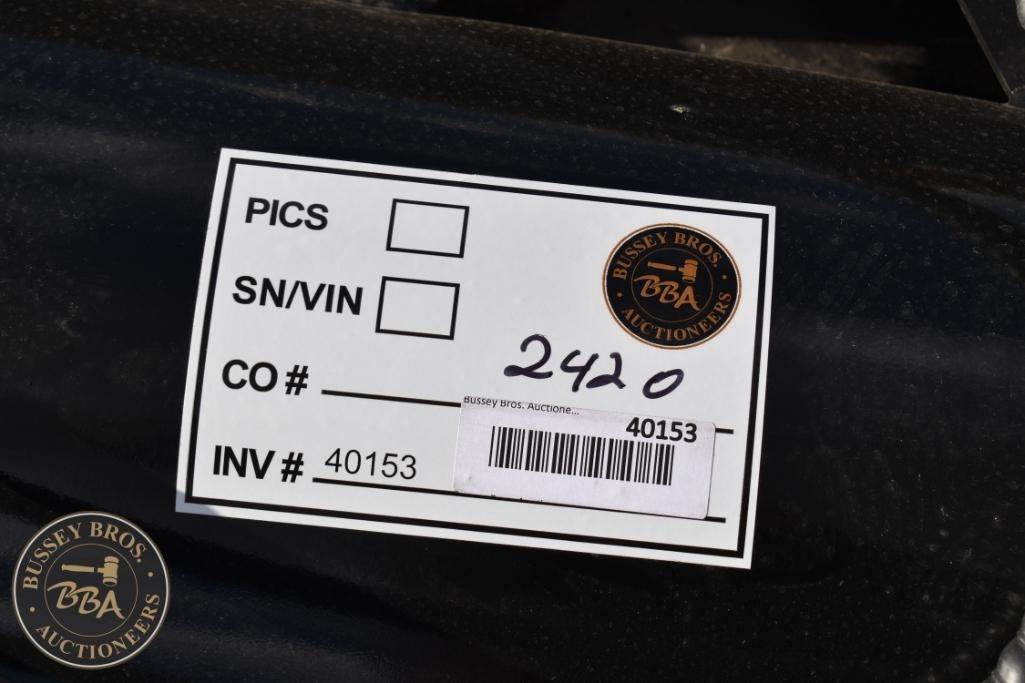 PICS
SN/VIN
BUSSEY BROS.
BBA
AUCTIONEERS
CO # 2420
Bussey Bros. Auctione...
40153
INV # 40153
BUSSEY BROS.
BBA
AUCTIONEERS